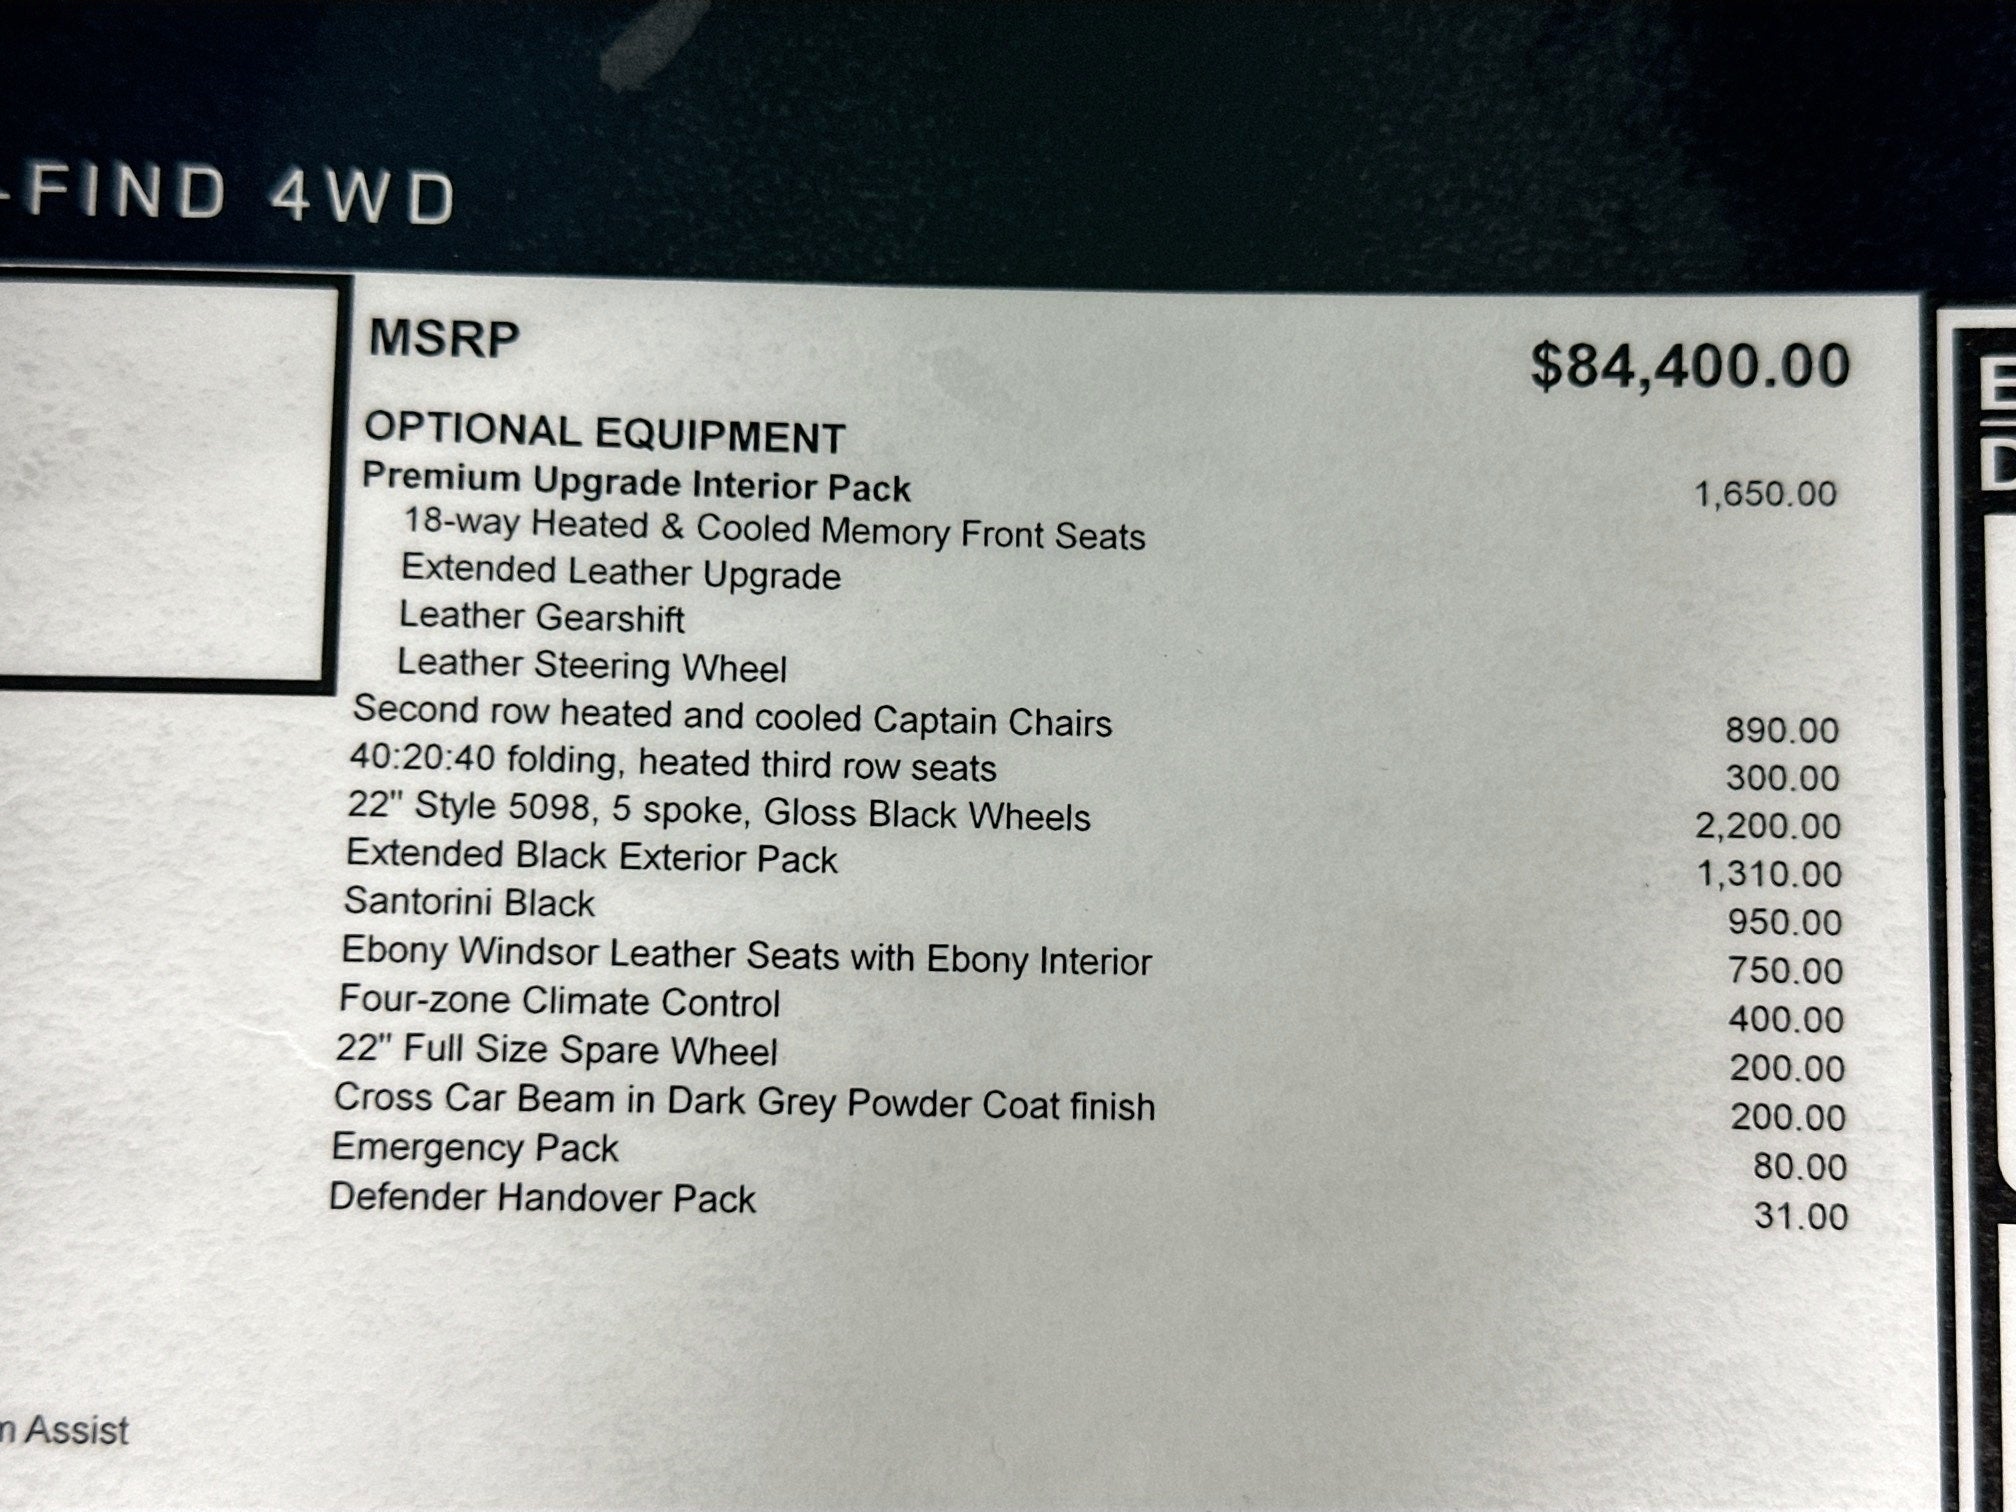 -FIND 4WD
MSRP $84,400.00
OPTIONAL EQUIPMENT
Premium Upgrade Interior Pack 1,650.00
18-way Heated & Cooled Memory Front Seats
Extended Leather Upgrade
Leather Gearshift
Leather Steering Wheel
Second row heated and cooled Captain Chairs 890.00
40:20:40 folding, heated third row seats 300.00
22" Style 5098, 5 spoke, Gloss Black Wheels 2,200.00
Extended Black Exterior Pack 1,310.00
Santorini Black 950.00
Ebony Windsor Leather Seats with Ebony Interior 750.00
Four-zone Climate Control 400.00
22" Full Size Spare Wheel 200.00
Cross Car Beam in Dark Grey Powder Coat finish 200.00
Emergency Pack 80.00
Defender Handover Pack 31.00
Assist